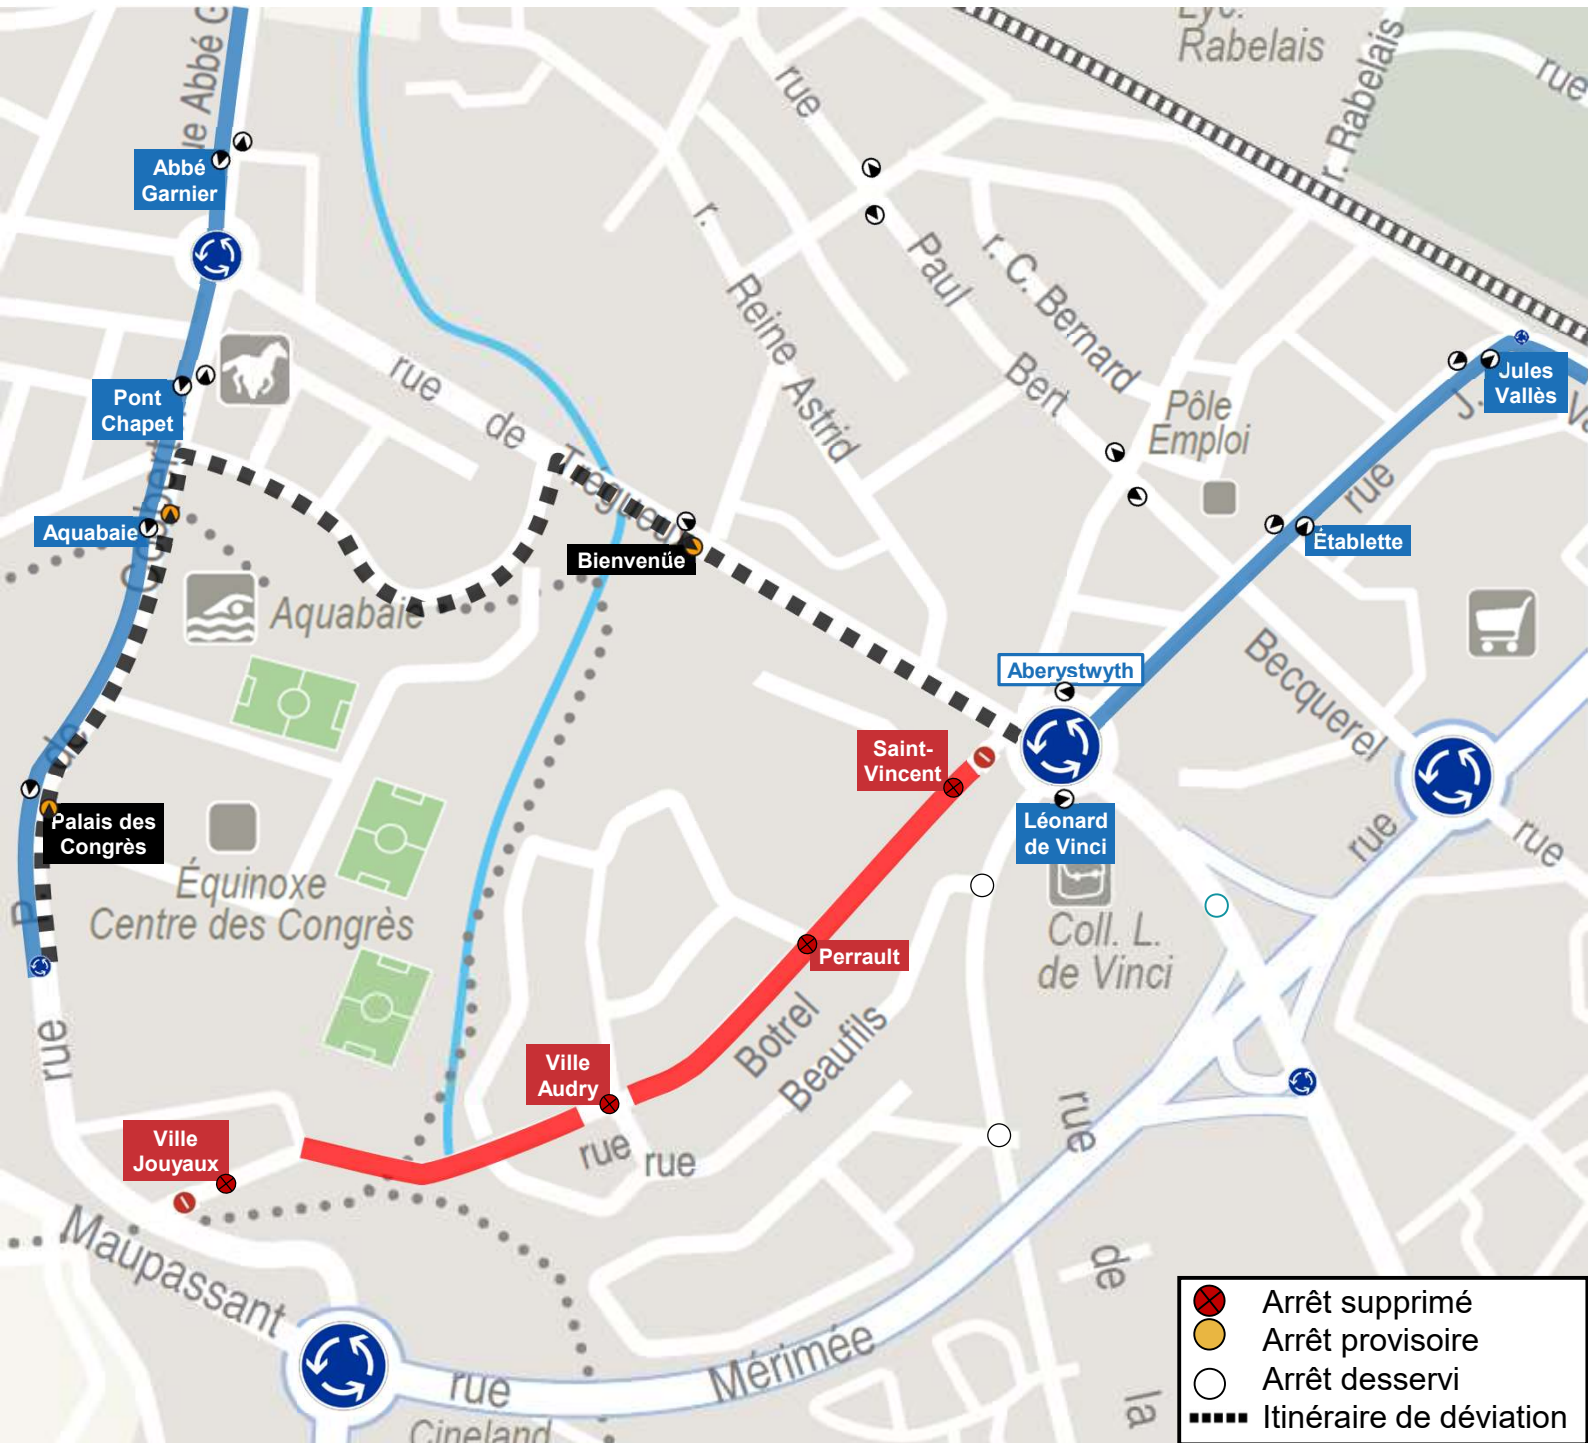 Lyc.
Rabelais
r. Rabelais
rue
rue
Abbé
Garnier
r.
Reine Astrid
Paul
Bert
r. C. Bernard
Pôle
Emploi
Jules
Vallès
J.
rue
Établette
Pont
Chapet
rue
de
Trégueux
Aquabaie
Aquabaie
Bienvenüe
Becquerel
Aberystwyth
Saint-
Vincent
Léonard
de Vinci
rue
rue
de
P.
Palais des
Congrès
Équinoxe
Centre des Congrès
Coll. L.
de Vinci
Perrault
Botrel
Beaufils
rue
Ville
Audry
rue
rue
rue
Ville
Jouyaux
Maupassant
de
la
rue
Mérimée
Cineland
Arrêt supprimé
Arrêt provisoire
Arrêt desservi
Itinéraire de déviation